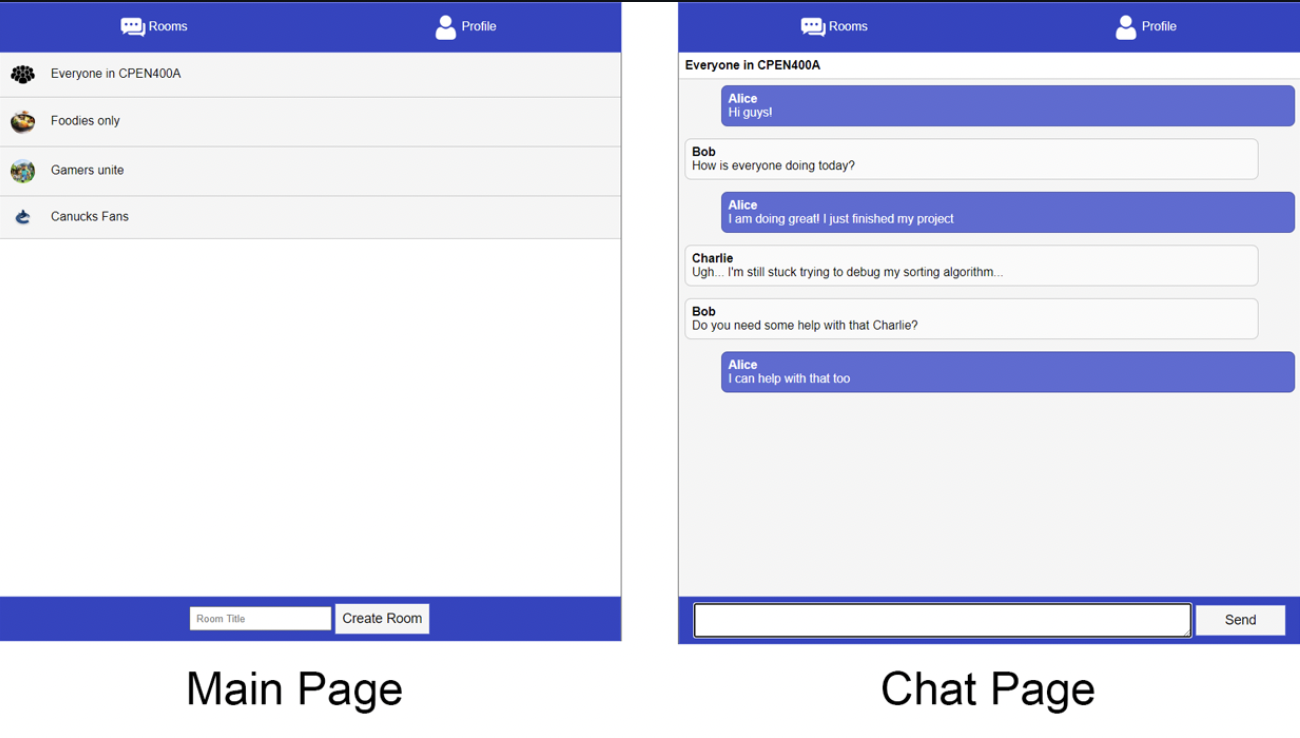 Rooms
Profile
Everyone in CPEN400A
Foodies only
Gamers unite
Canucks Fans
Room Title
Create Room
Main Page
Rooms
Profile
Everyone in CPEN400A
Alice
Hi guys!
Bob
How is everyone doing today?
Alice
I am doing great! I just finished my project
Charlie
Ugh... I'm still stuck trying to debug my sorting algorithm...
Bob
Do you need some help with that Charlie?
Alice
I can help with that too
Send
Chat Page